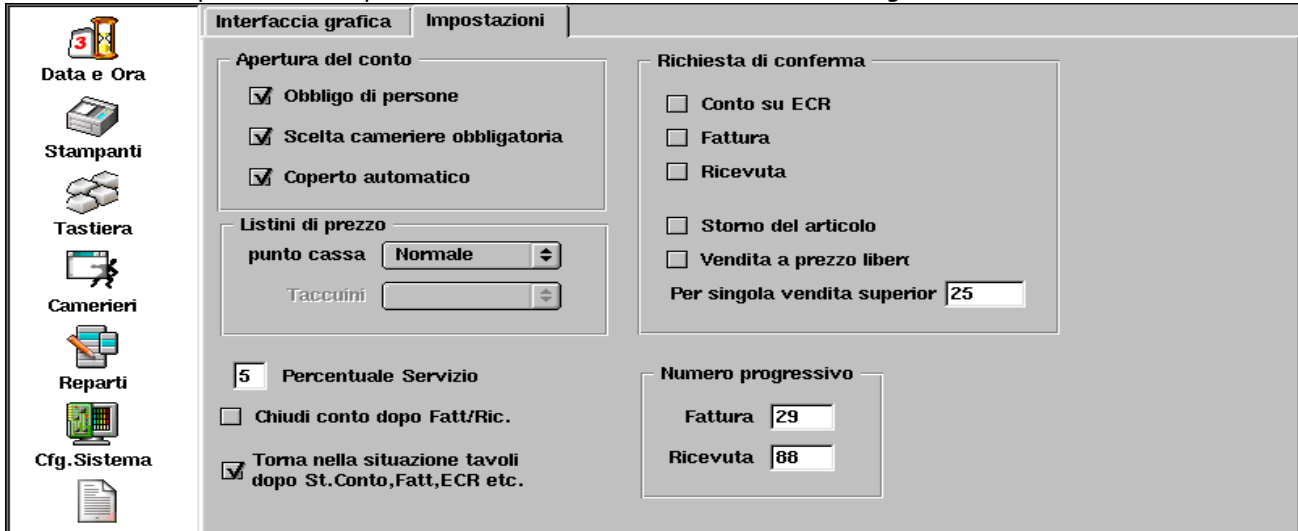 Interfaccia grafica
Impostazioni
Data e Ora
Stampanti
Tastiera
Camerieri
Reparti
Cfg.Sistema
Apertura del conto
Obbligo di persone
Scelta cameriere obbligatoria
Coperto automatico
Listini di prezzo
punto cassa Normale
Taccuini
5 Percentuale Servizio
Chiudi conto dopo Fatt/Ric.
Torna nella situazione tavoli
dopo St.Conto,Fatt,ECR etc.
Richiesta di conferma
Conto su ECR
Fattura
Ricevuta
Storno del articolo
Vendita a prezzo liberc
Per singola vendita superior 25
Numero progressivo
Fattura 29
Ricevuta 88